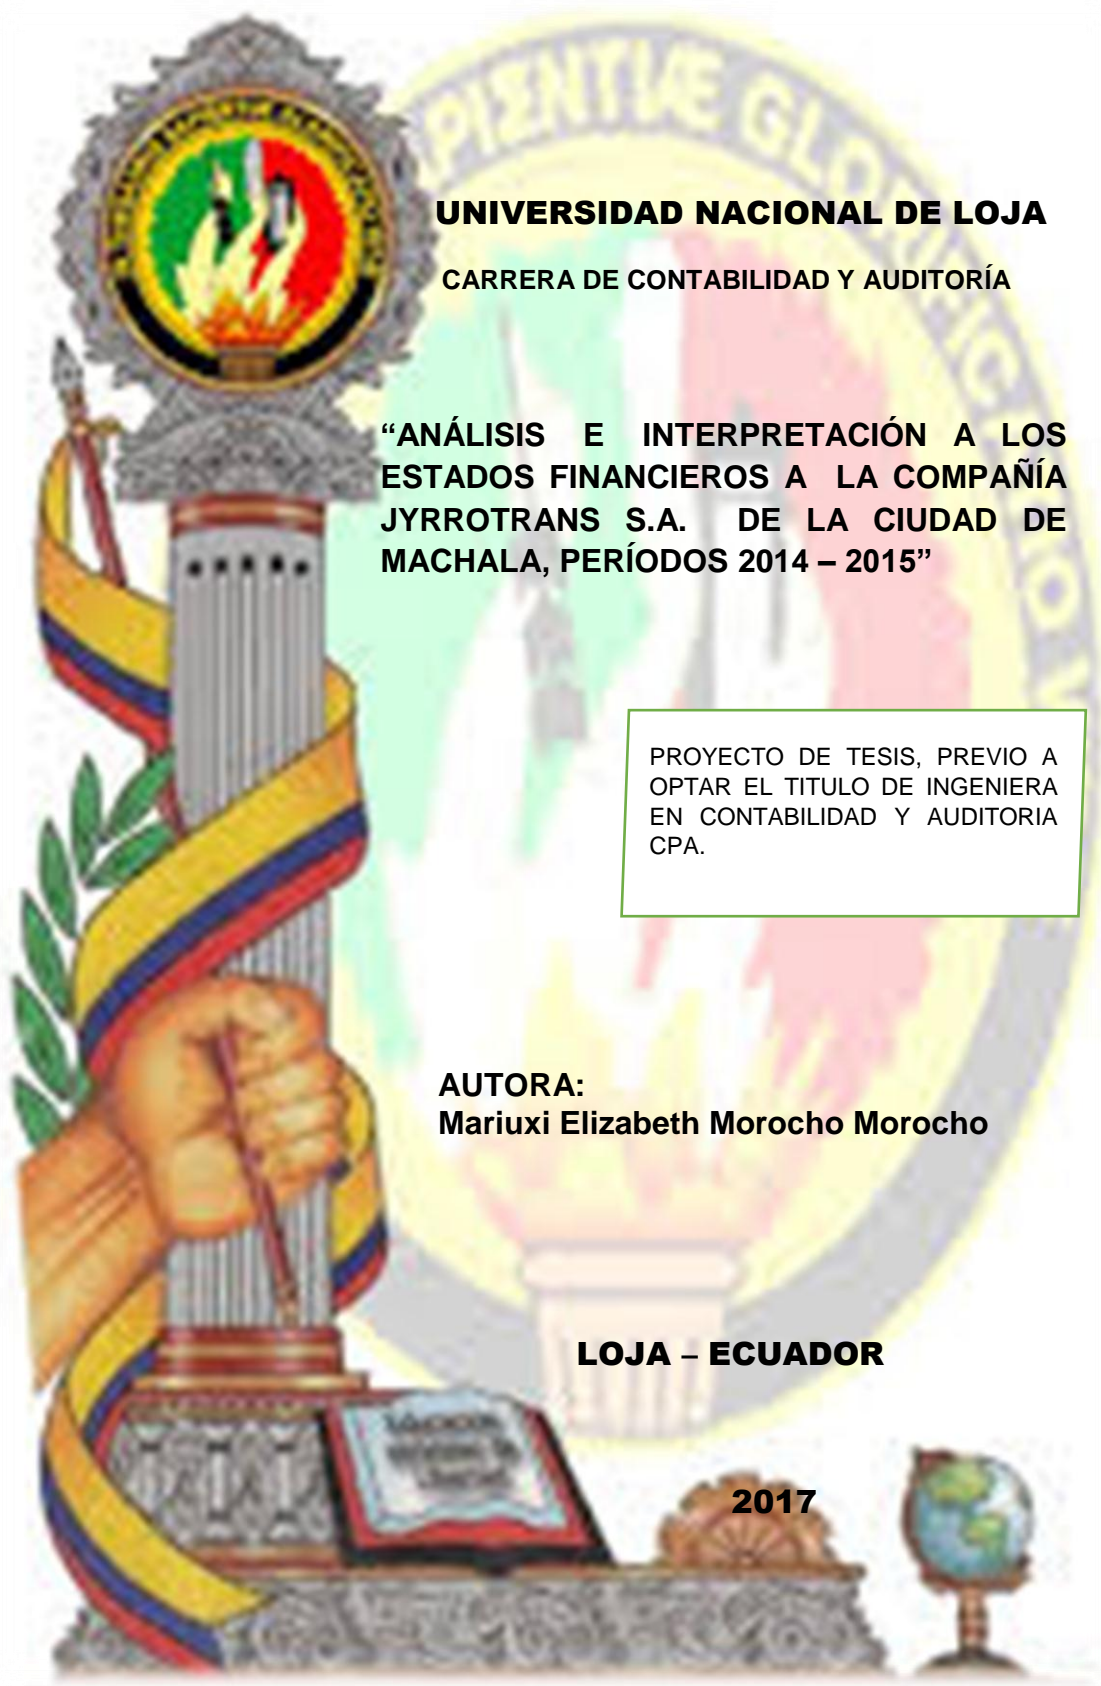 UNIVERSIDAD NACIONAL DE LOJA
CARRERA DE CONTABILIDAD Y AUDITORÍA
“ANÁLISIS E INTERPRETACIÓN A LOS
ESTADOS FINANCIEROS A LA COMPAÑÍA
JYRROTRANS S.A. DE LA CIUDAD DE
MACHALA, PERÍODOS 2014 – 2015”
PROYECTO DE TESIS, PREVIO A
OPTAR EL TITULO DE INGENIERA
EN CONTABILIDAD Y AUDITORIA
CPA.
AUTORA:
Mariuxi Elizabeth Morocho Morocho
LOJA – ECUADOR
2017